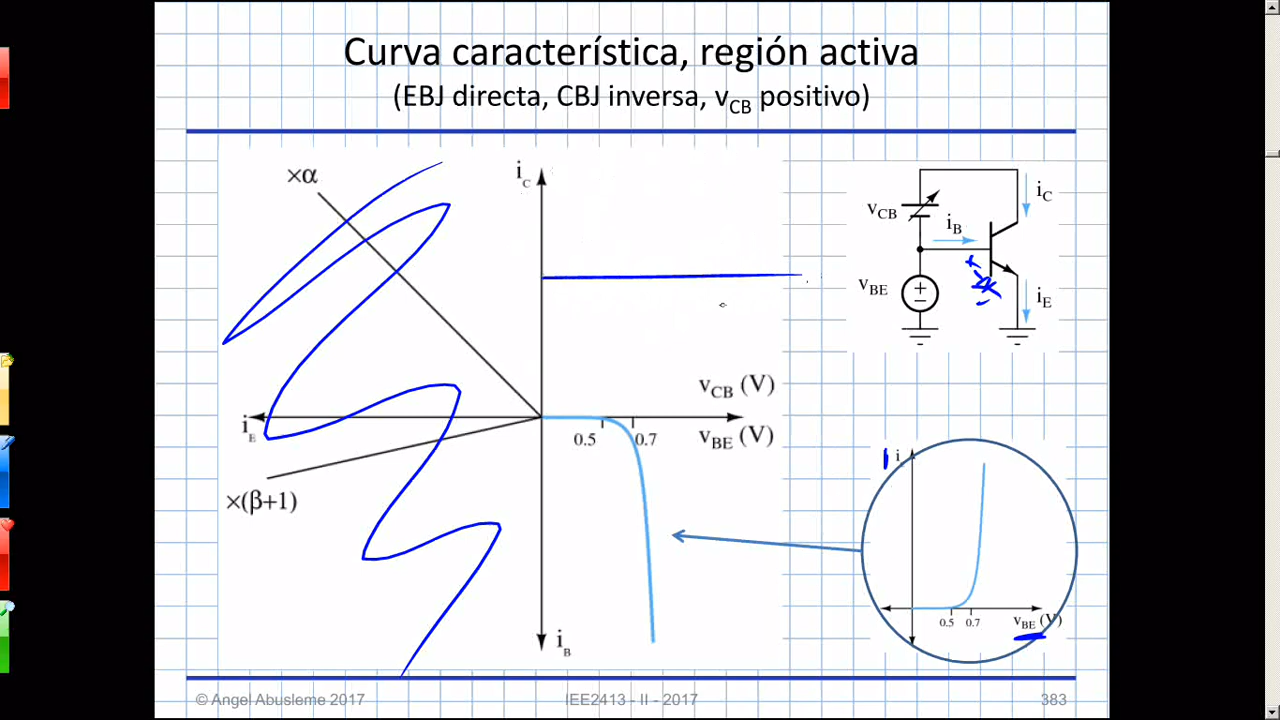 Curva característica, región activa
(EBJ directa, CBJ inversa, vCB positivo)
×α
iC
vCB (V)
iE
0.5
0.7
vBE (V)
×(β+1)
iB
vCB
iC
iB
vBE
+
−
iE
i
0.5
0.7
vBE (V)
© Angel Abusleme 2017
IEE2413 - II - 2017
383